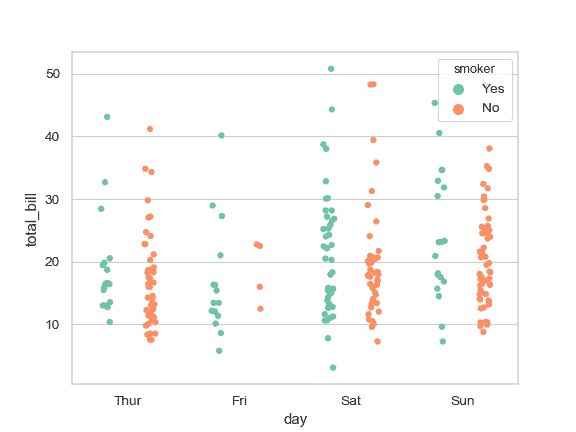 smoker
Yes
No
50
40
30
20
10
total_bill
Thur Fri Sat Sun
day